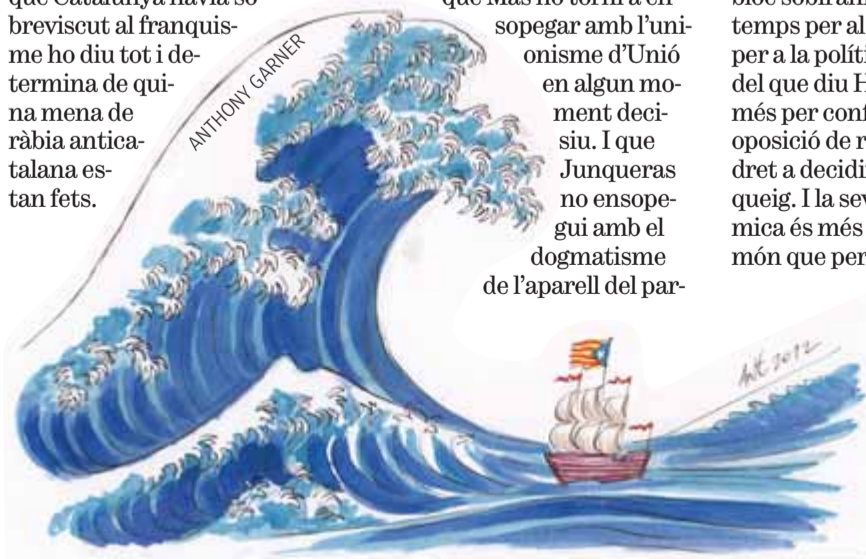 que Catalunya havia so-
breviscut al franquis-
me ho diu tot i de-
termina de qui-
na mena de
ràbia antica-
talana es-
tan fets.
ANTHONY GARNER
que Mas no torni a en-
sopegar amb l’uni-
onisme d’Unió
en algun mo-
ment deci-
siu. I que
Junqueras
no ensope-
gui amb el
dogmatisme
de l’aparell del par-
temps per al
per a la polít
del que diu H
més per conf
oposició de r
dret a decidi
queig. I la sev
mica és més
món que per
2012